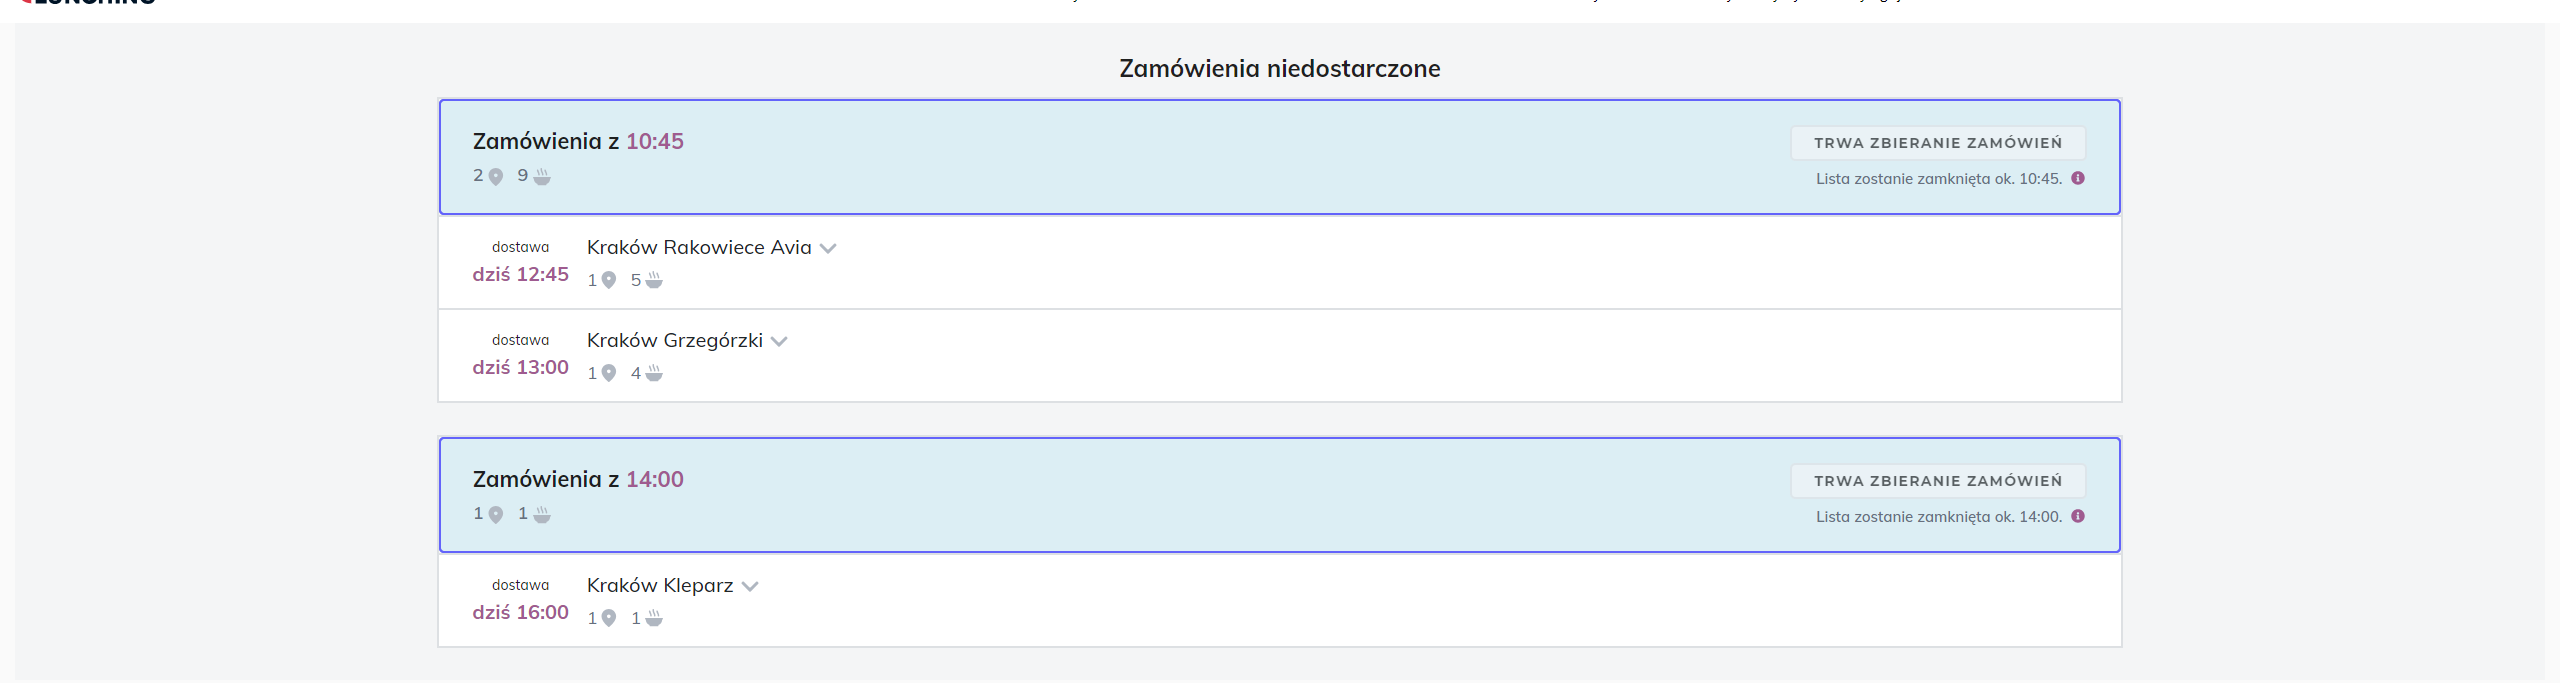 Zamówienia niedostarczone
Zamówienia z 10:45
TRWA ZBIERANIE ZAMÓWIEŃ
2 9
Lista zostanie zamknięta ok. 10:45.
dostawa
Kraków Rakowiece Avia
dziś 12:45
1 5
dostawa
Kraków Grzegórzki
dziś 13:00
1 4
Zamówienia z 14:00
TRWA ZBIERANIE ZAMÓWIEŃ
1 1
Lista zostanie zamknięta ok. 14:00.
dostawa
Kraków Kleparz
dziś 16:00
1 1